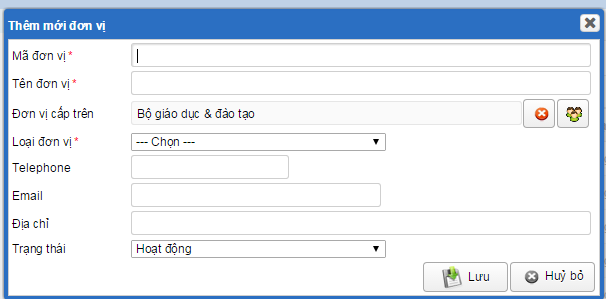 Thêm mới đơn vị
Mã đơn vị *
Tên đơn vị *
Đơn vị cấp trên Bộ giáo dục & đào tạo
Loại đơn vị * --- Chọn ---
Telephone
Email
Địa chỉ
Trạng thái Hoạt động
Lưu Huỷ bỏ